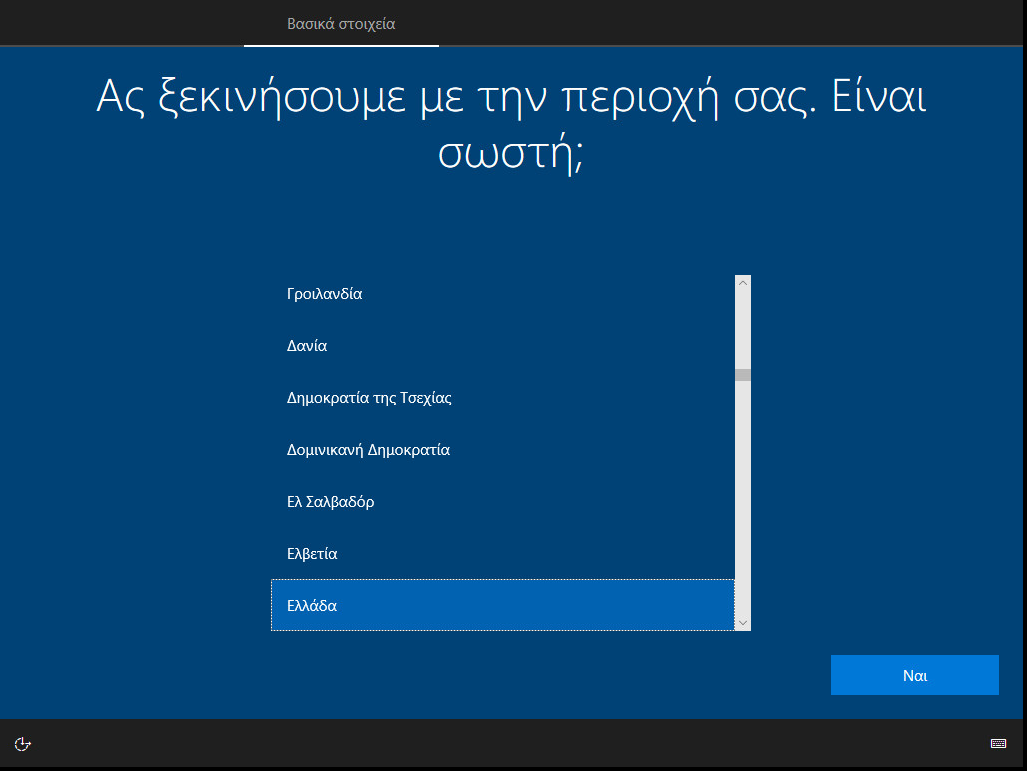 Βασικά στοιχεία
Ας ξεκινήσουμε με την περιοχή σας. Είναι
σωστή;
Γροιλανδία
Δανία
Δημοκρατία της Τσεχίας
Δομινικανή Δημοκρατία
Ελ Σαλβαδόρ
Ελβετία
Ελλάδα
Ναι